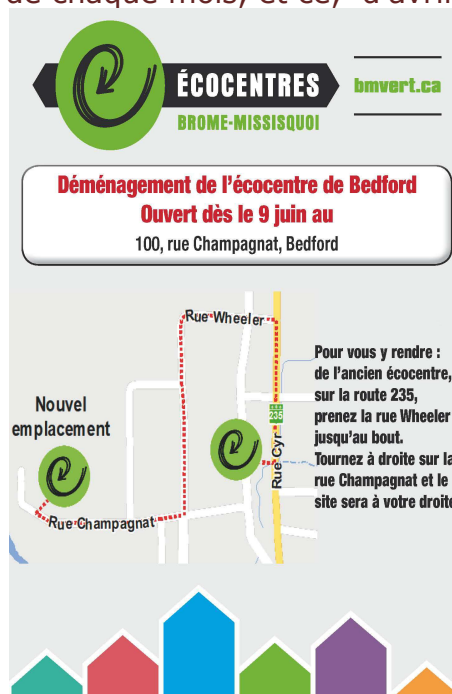 de chaque mois, et ce, d'avril
ÉCOCENTRES
BROME-MISSISQUOI
bmvert.ca
Déménagement de l'écocentre de Bedford
Ouvert dès le 9 juin au
100, rue Champagnat, Bedford
Rue Wheeler
Nouvel
emplacement
Rue Champagnat
235
Rue Cyr
Pour vous y rendre :
de l'ancien écocentre,
sur la route 235,
prenez la rue Wheeler
jusqu'au bout.
Tournez à droite sur la
rue Champagnat et le
site sera à votre droite